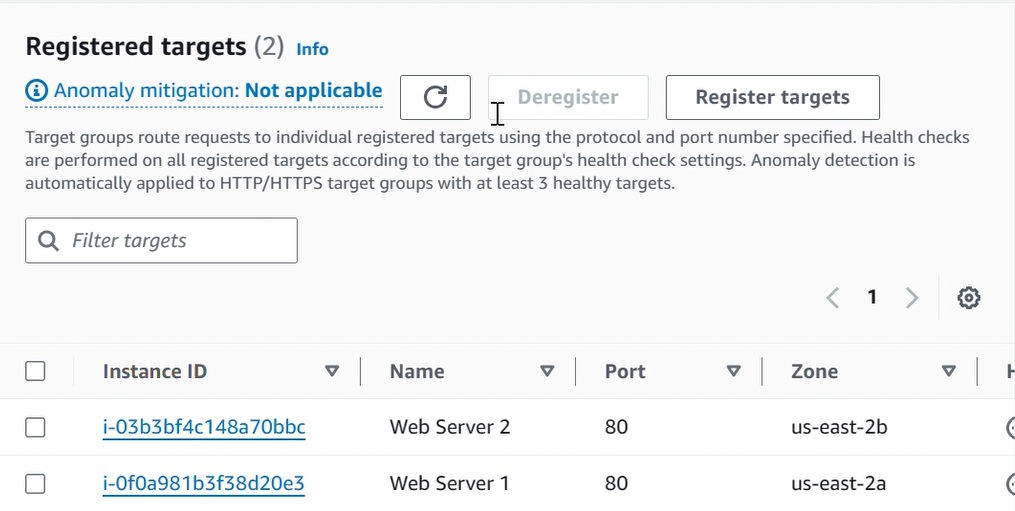 Registered targets (2) Info
Anomaly mitigation: Not applicable Deregister Register targets
Target groups route requests to individual registered targets using the protocol and port number specified. Health checks
are performed on all registered targets according to the target group's health check settings. Anomaly detection is
automatically applied to HTTP/HTTPS target groups with at least 3 healthy targets.
Filter targets
1
Instance ID Name Port Zone H
i-03b3bf4c148a70bbc Web Server 2 80 us-east-2b
i-0f0a981b3f38d20e3 Web Server 1 80 us-east-2a